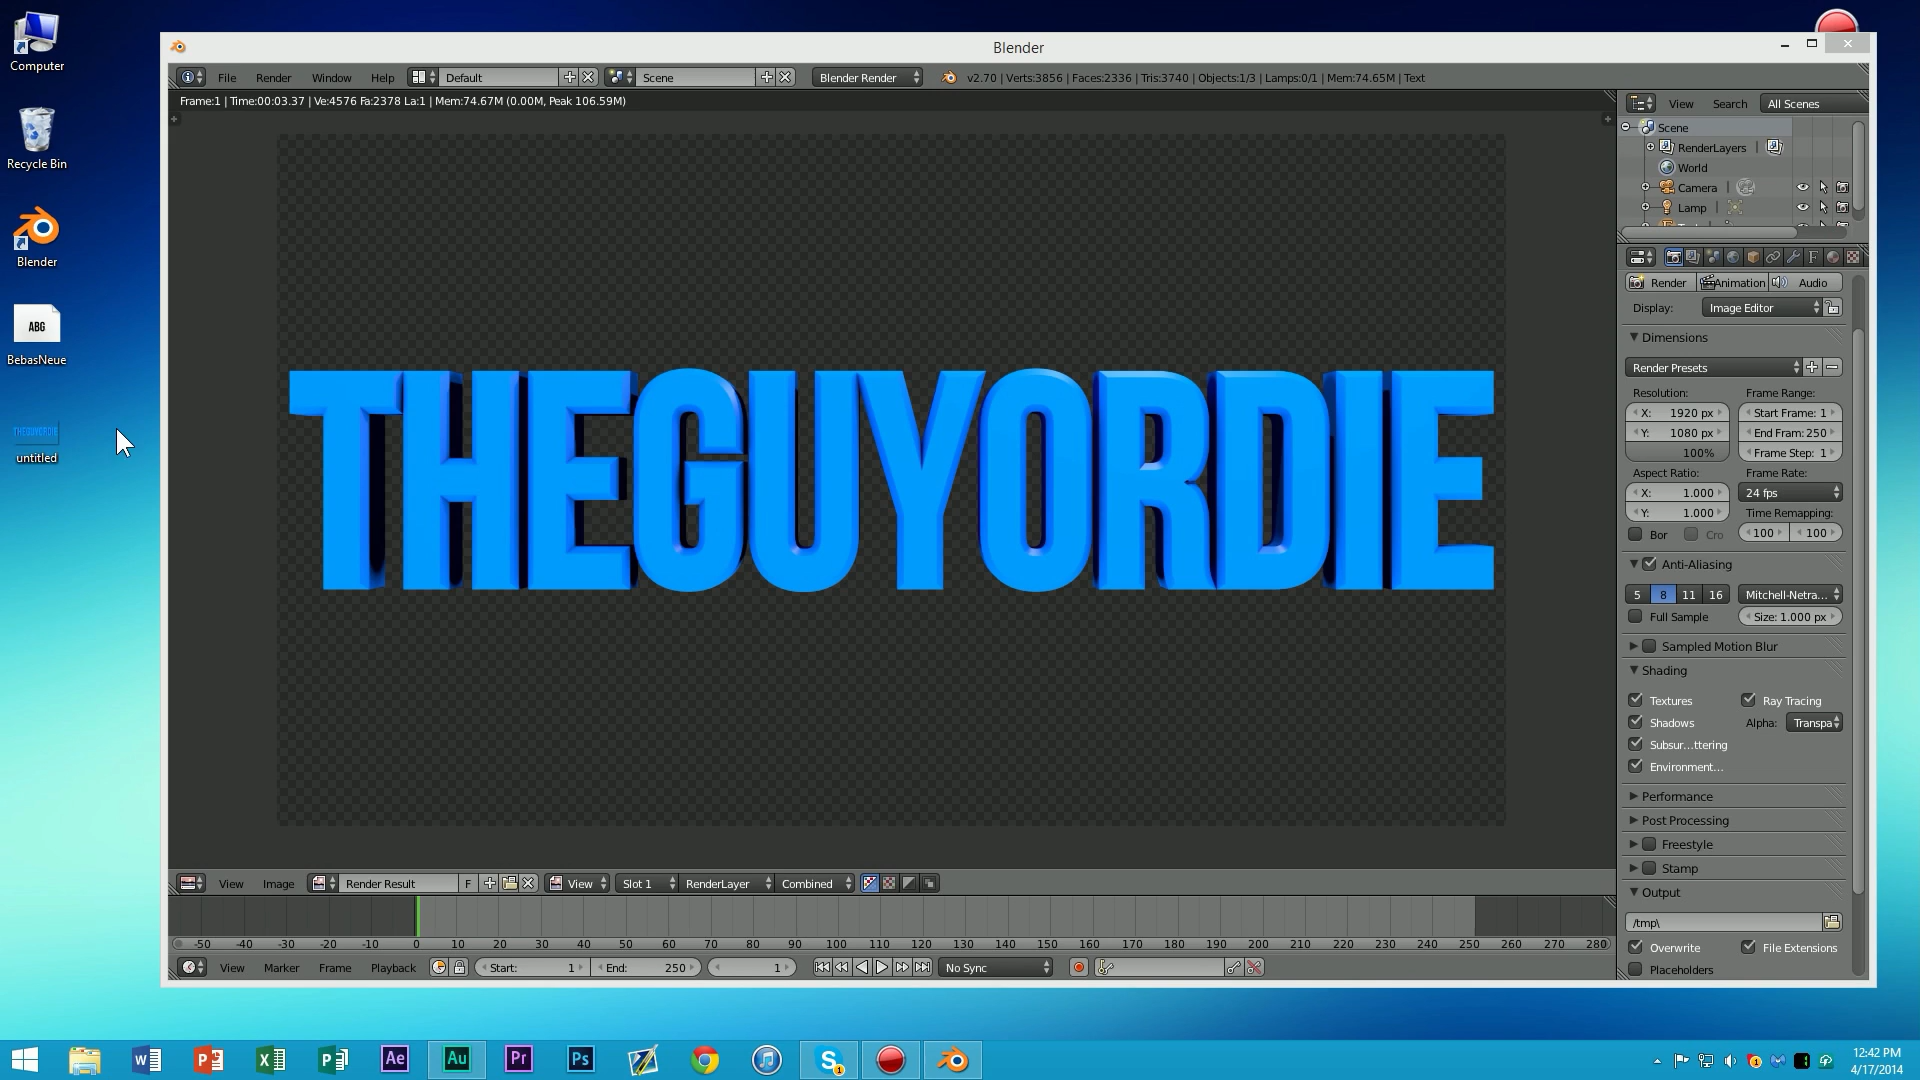 Computer
Recycle Bin
Blender
ABG
BebasNeue
THEGUYORDIE
untitled
Blender
File Render Window Help Default Scene Blender Render v2.70 | Verts:3856 | Faces:2336 | Tris:3740 | Objects:1/3 | Lamps:0/1 | Mem:74.65M | Text
Frame:1 | Time:00:03.37 | Ve:4576 Fa:2378 La:1 | Mem:74.67M (0.00M, Peak 106.59M)
THEGUYORDIE
View Search All Scenes
Scene
RenderLayers |
World
Camera |
Lamp |
Render Animation Audio
Display: Image Editor
Dimensions
Render Presets
Resolution: Frame Range:
X: 1920 px Start Frame: 1
Y: 1080 px End Fram: 250
100% Frame Step: 1
Aspect Ratio: Frame Rate:
X: 1.000 24 fps
Y: 1.000 Time Remapping:
Bor Cro 100 100
Anti-Aliasing
5 8 11 16 Mitchell-Netra...
Full Sample Size: 1.000 px
Sampled Motion Blur
Shading
Textures Ray Tracing
Shadows Alpha: Transpa
Subsur...ttering
Environment...
Performance
Post Processing
Freestyle
Stamp
Output
/tmp\
Overwrite File Extensions
Placeholders
View Image Render Result F View Slot 1 RenderLayer Combined
-50 -40 -30 -20 -10 0 10 20 30 40 50 60 70 80 90 100 110 120 130 140 150 160 170 180 190 200 210 220 230 240 250 260 270 280
View Marker Frame Playback Start: 1 End: 250 1 No Sync
Ae Au Pr Ps
12:42 PM
4/17/2014